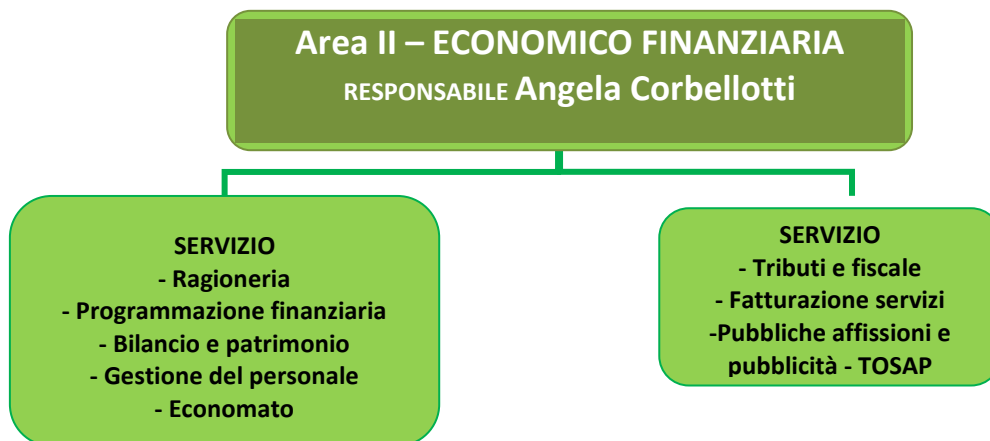 Area II – ECONOMICO FINANZIARIA
RESPONSABILE Angela Corbellotti
SERVIZIO
- Ragioneria
- Programmazione finanziaria
- Bilancio e patrimonio
- Gestione del personale
- Economato
SERVIZIO
- Tributi e fiscale
- Fatturazione servizi
-Pubbliche affissioni e
pubblicità - TOSAP